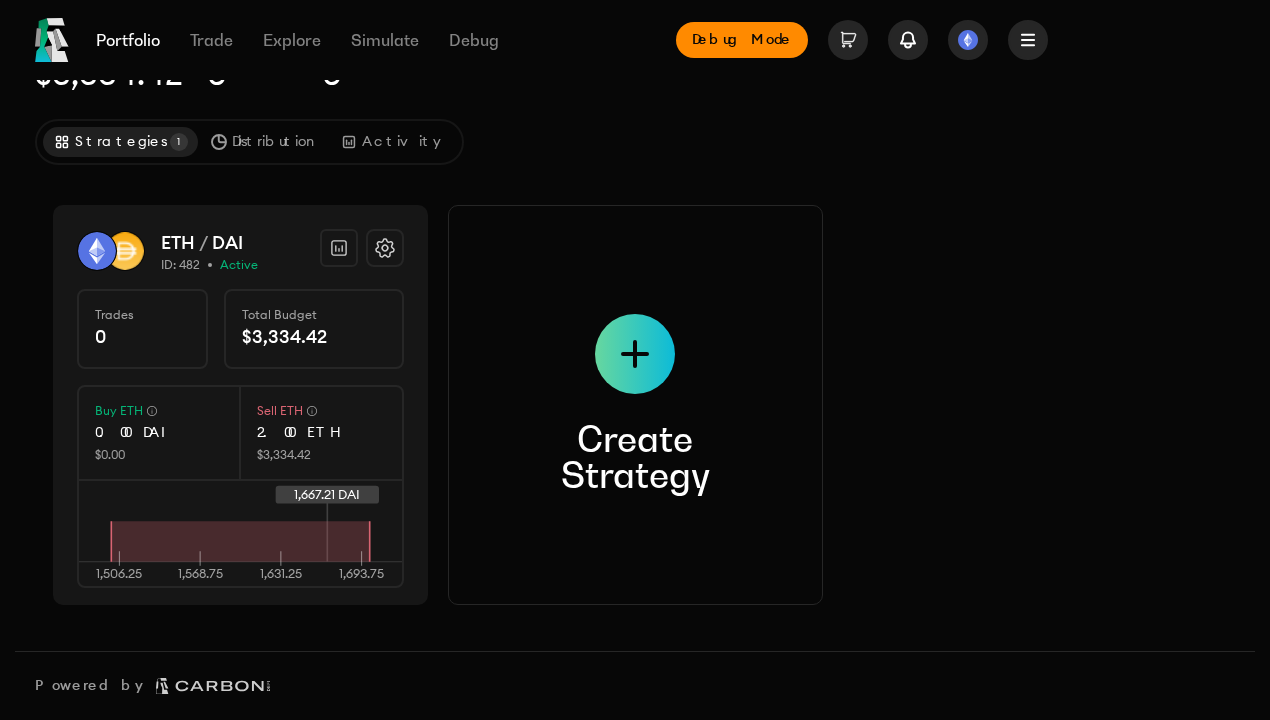 Portfolio Trade Explore Simulate Debug Debug Mode
$3,334.42
Strategies 1 Distribution Activity
ETH / DAI
ID: 482 • Active
Trades
0
Total Budget
$3,334.42
Buy ETH
0.00 DAI
$0.00
Sell ETH
2.00 ETH
$3,334.42
1,667.21 DAI
1,506.25 1,568.75 1,631.25 1,693.75
Create
Strategy
Powered by CARBON